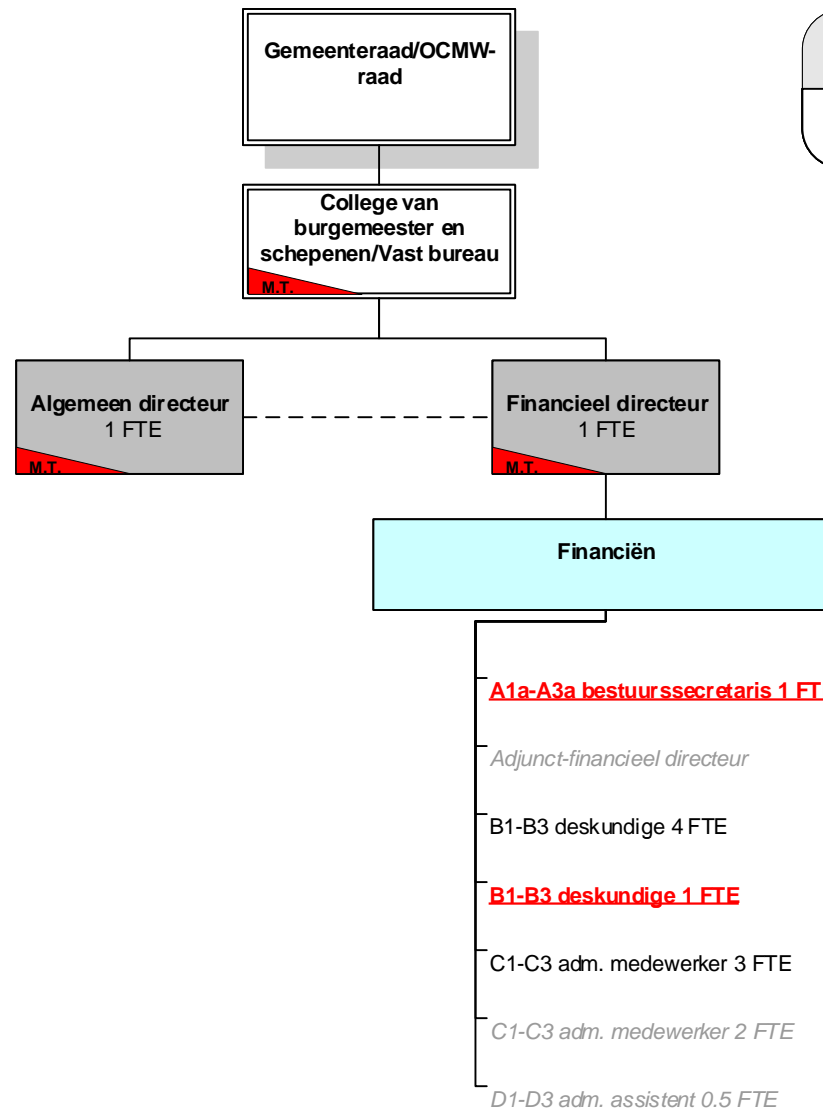 Gemeenteraad/OCMW-
raad
College van
burgemeester en
schepenen/Vast bureau
M.T.
Algemeen directeur
1 FTE
M.T.
Financieel directeur
1 FTE
M.T.
Financiën
A1a-A3a bestuurssecretaris 1 FT
Adjunct-financieel directeur
B1-B3 deskundige 4 FTE
B1-B3 deskundige 1 FTE
C1-C3 adm. medewerker 3 FTE
C1-C3 adm. medewerker 2 FTE
D1-D3 adm. assistent 0.5 FTE